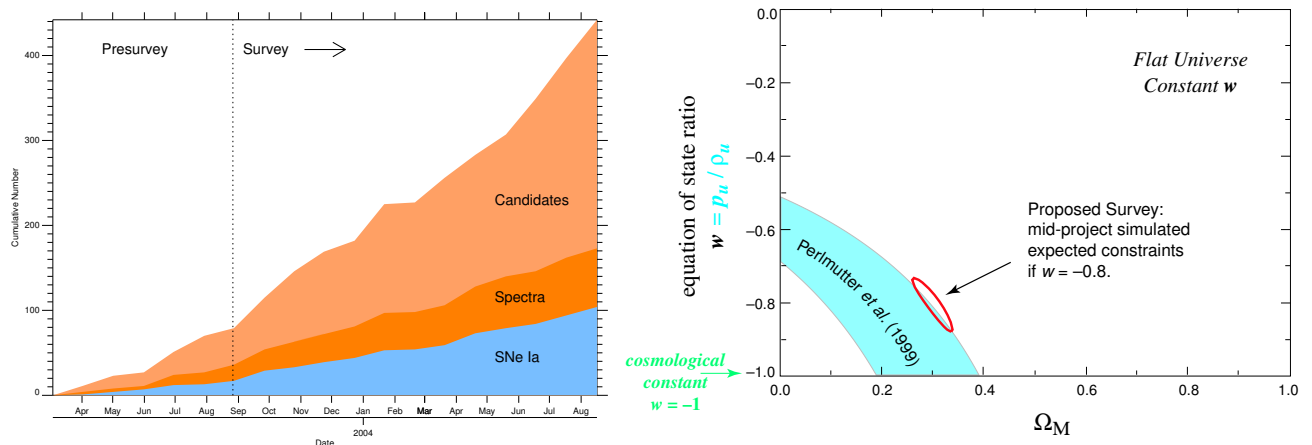 Presurvey
Survey
Candidates
Spectra
SNe Ia
Cumulative Number
400
300
200
100
0
Apr May Jun Jul Aug Sep Oct Nov Dec Jan Feb Mar Apr May Jun Jul Aug
2004
Date
0.0
−0.2
−0.4
−0.6
−0.8
−1.0
equation of state ratio
w = pu / ρu
cosmological
constant
w = −1
Flat Universe
Constant w
Proposed Survey:
mid-project simulated
expected constraints
if w = −0.8.
Perlmutter et al. (1999)
0.0 0.2 0.4 0.6 0.8 1.0
ΩM